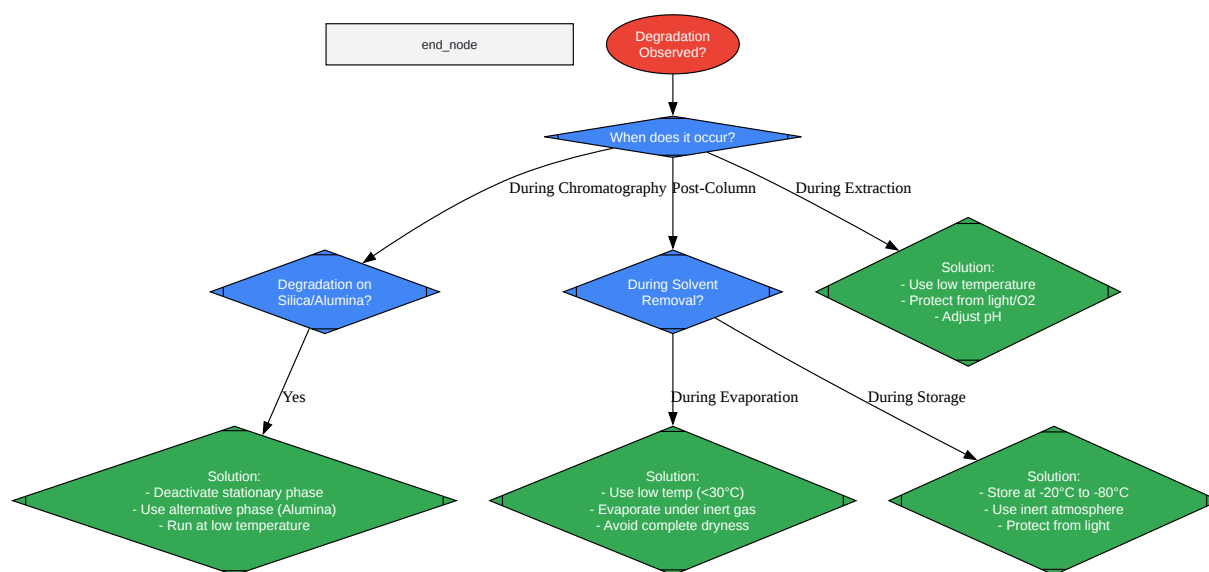 end_node
Degradation
Observed?
When does it occur?
During Chromatography
Post-Column
During Extraction
Degradation on
Silica/Alumina?
During Solvent
Removal?
Solution:
- Use low temperature
- Protect from light/O2
- Adjust pH
Yes
During Evaporation
During Storage
Solution:
- Deactivate stationary phase
- Use alternative phase (Alumina)
- Run at low temperature
Solution:
- Use low temp (<30°C)
- Evaporate under inert gas
- Avoid complete dryness
Solution:
- Store at -20°C to -80°C
- Use inert atmosphere
- Protect from light